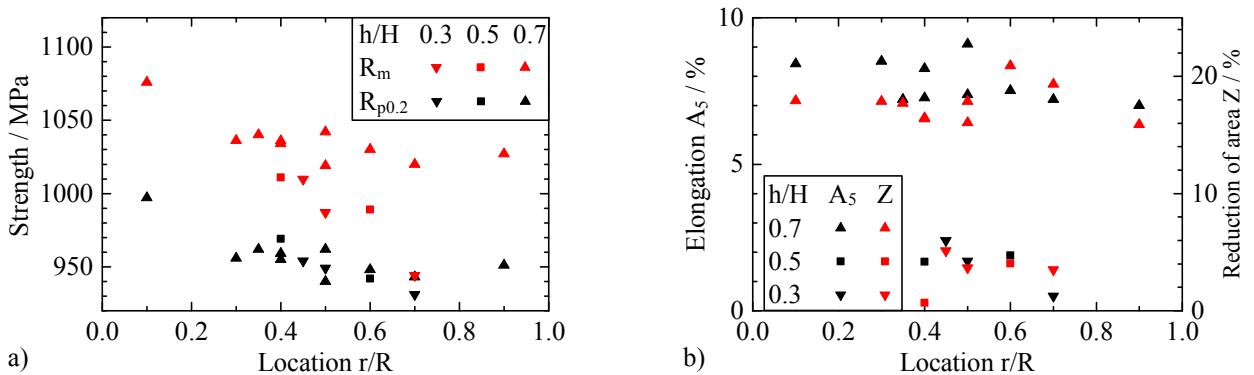 1100
1050
1000
950
Strength / MPa
h/H 0.3 0.5 0.7
Rm
Rp0.2
0.0 0.2 0.4 0.6 0.8 1.0
Location r/R
a)
10
5
0
Elongation A5 / %
20
10
0
Reduction of area Z / %
h/H A5 Z
0.7
0.5
0.3
0.0 0.2 0.4 0.6 0.8 1.0
Location r/R
b)